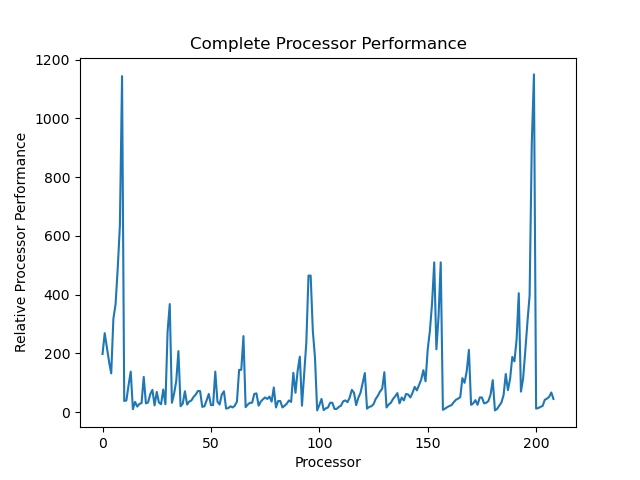 Complete Processor Performance
Relative Processor Performance
1200
1000
800
600
400
200
0
0 50 100 150 200
Processor